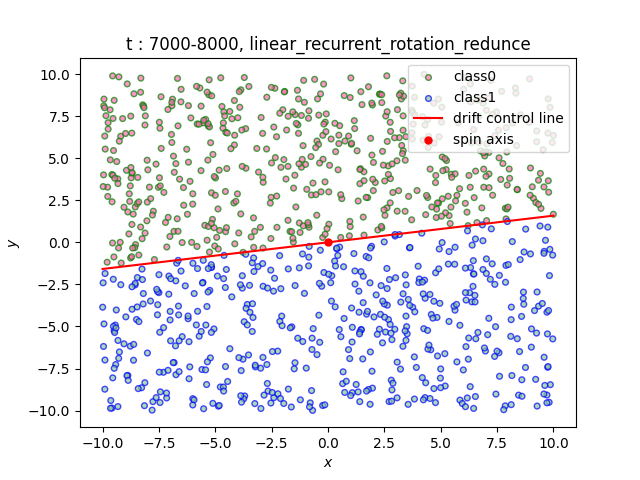 t : 7000-8000, linear_recurrent_rotation_redunce
class0
class1
drift control line
spin axis
10.0
7.5
5.0
2.5
0.0
−2.5
−5.0
−7.5
−10.0
y
−10.0 −7.5 −5.0 −2.5 0.0 2.5 5.0 7.5 10.0
x